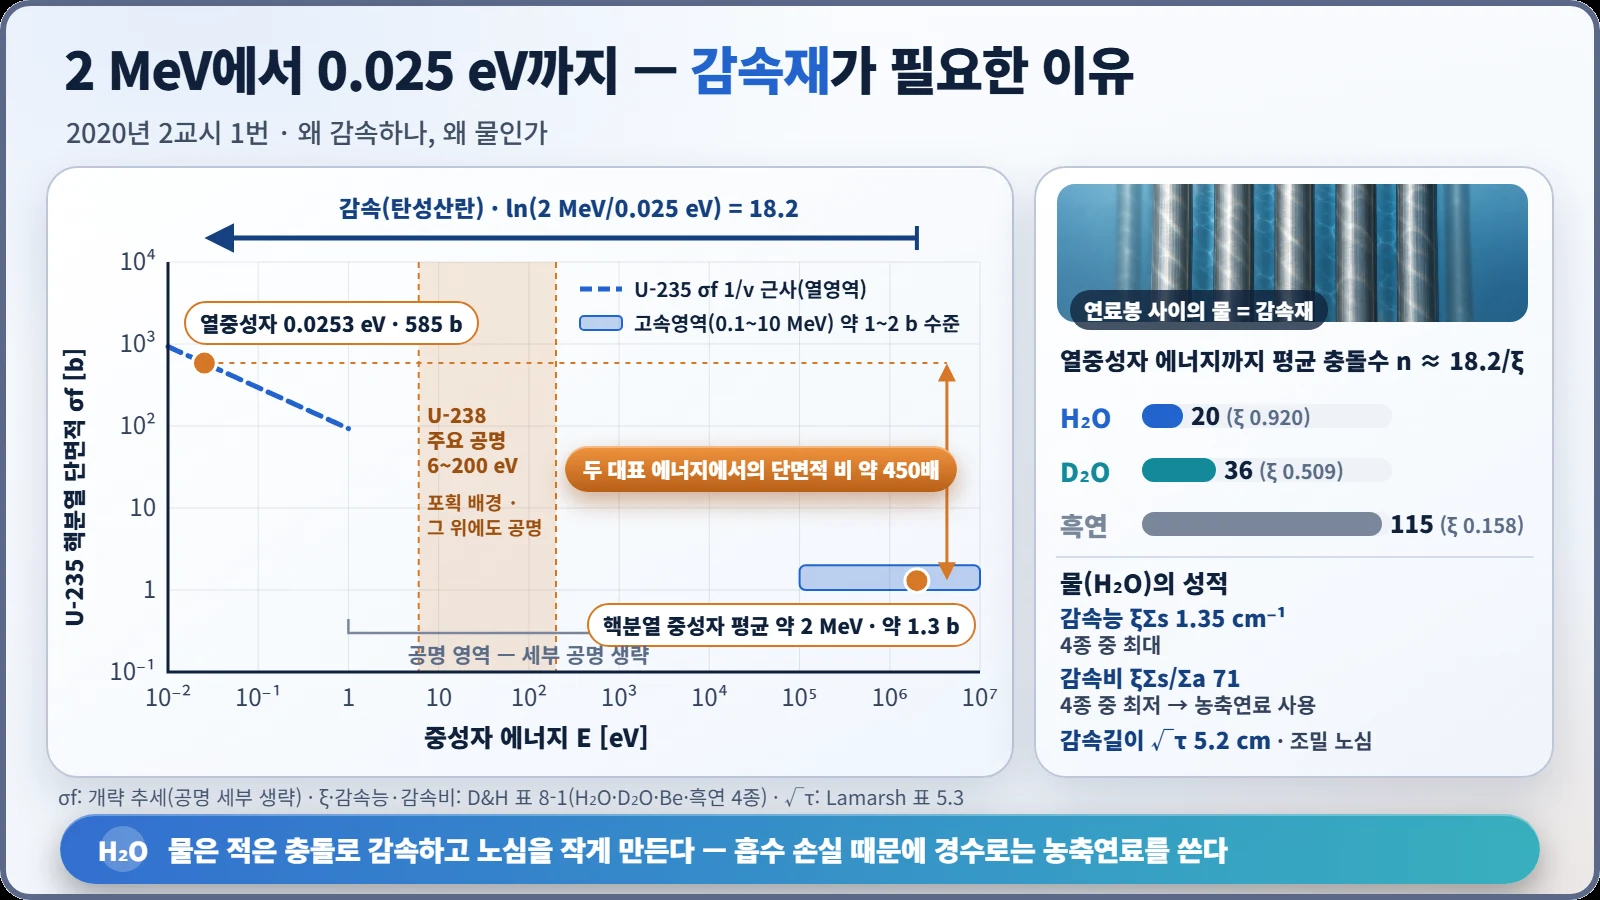 2 MeV에서 0.025 eV까지 — 감속재가 필요한 이유
2020년 2교시 1번 · 왜 감속하나, 왜 물인가
감속(탄성산란) · ln(2 MeV/0.025 eV) = 18.2
U-235 핵분열 단면적 σf [b]
10⁴
10³
10²
10
1
10⁻¹
U-235 σf 1/v 근사(열영역)
고속영역(0.1~10 MeV) 약 1~2 b 수준
열중성자 0.0253 eV · 585 b
U-238
주요 공명
6~200 eV
포획 배경 ·
그 위에도 공명
두 대표 에너지에서의 단면적 비 약 450배
핵분열 중성자 평균 약 2 MeV · 약 1.3 b
공명 영역 — 세부 공명 생략
10⁻² 10⁻¹ 1 10 10² 10³ 10⁴ 10⁵ 10⁶ 10⁷
중성자 에너지 E [eV]
연료봉 사이의 물 = 감속재
열중성자 에너지까지 평균 충돌수 n ≈ 18.2/ξ
H₂O 20 (ξ 0.920)
D₂O 36 (ξ 0.509)
흑연 115 (ξ 0.158)
물(H₂O)의 성적
감속능 ξΣs 1.35 cm⁻¹
4종 중 최대
감속비 ξΣs/Σa 71
4종 중 최저 → 농축연료 사용
감속길이 √τ 5.2 cm · 조밀 노심
σf: 개략 추세(공명 세부 생략) · ξ·감속능·감속비: D&H 표 8-1(H₂O·D₂O·Be·흑연 4종) · √τ: Lamarsh 표 5.3
H₂O 물은 적은 충돌로 감속하고 노심을 작게 만든다 — 흡수 손실 때문에 경수로는 농축연료를 쓴다